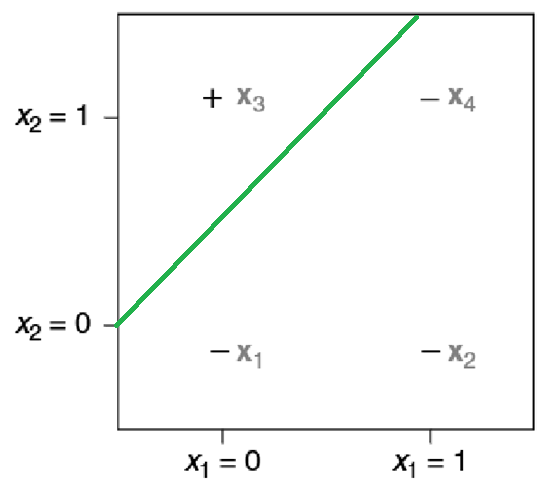 + x₃
− x₄
x₂ = 1
x₂ = 0
− x₁
− x₂
x₁ = 0
x₁ = 1